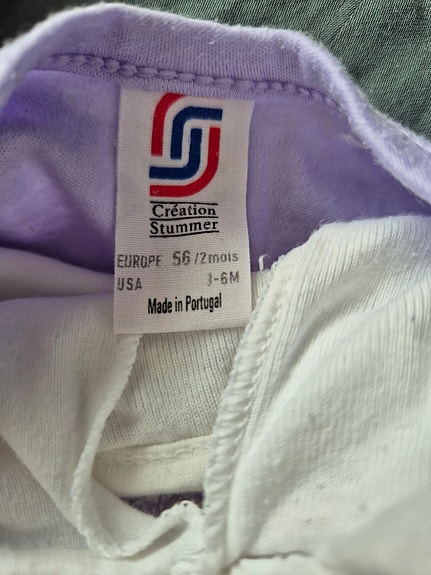 Création
Stummer
EUROPE 56/2mois
USA 3-6M
Made in Portugal